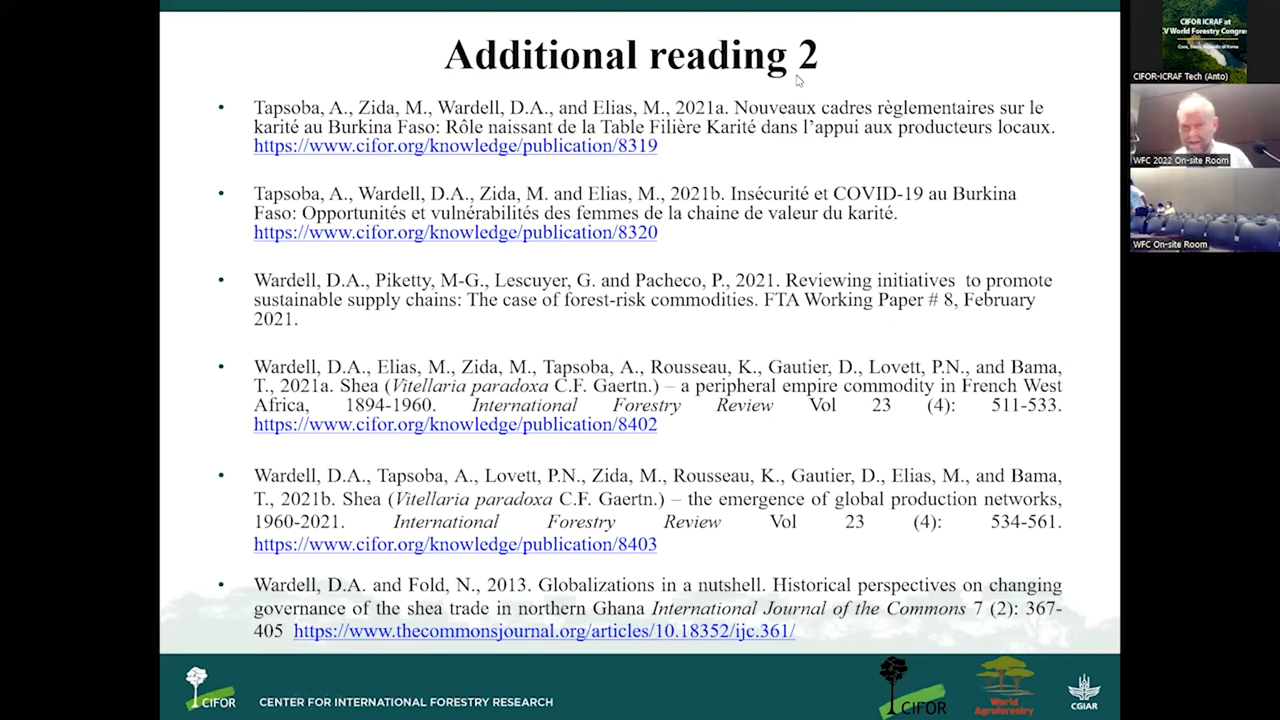 Additional reading 2
• Tapsoba, A., Zida, M., Wardell, D.A., and Elias, M., 2021a. Nouveaux cadres règlementaires sur le
karité au Burkina Faso: Rôle naissant de la Table Filière Karité dans l’appui aux producteurs locaux.
https://www.cifor.org/knowledge/publication/8319
• Tapsoba, A., Wardell, D.A., Zida, M. and Elias, M., 2021b. Insécurité et COVID-19 au Burkina
Faso: Opportunités et vulnérabilités des femmes de la chaine de valeur du karité.
https://www.cifor.org/knowledge/publication/8320
• Wardell, D.A., Piketty, M-G., Lescuyer, G. and Pacheco, P., 2021. Reviewing initiatives to promote
sustainable supply chains: The case of forest-risk commodities. FTA Working Paper # 8, February
2021.
• Wardell, D.A., Elias, M., Zida, M., Tapsoba, A., Rousseau, K., Gautier, D., Lovett, P.N., and Bama,
T., 2021a. Shea (Vitellaria paradoxa C.F. Gaertn.) – a peripheral empire commodity in French West
Africa, 1894-1960. International Forestry Review Vol 23 (4): 511-533.
https://www.cifor.org/knowledge/publication/8402
• Wardell, D.A., Tapsoba, A., Lovett, P.N., Zida, M., Rousseau, K., Gautier, D., Elias, M., and Bama,
T., 2021b. Shea (Vitellaria paradoxa C.F. Gaertn.) – the emergence of global production networks,
1960-2021. International Forestry Review Vol 23 (4): 534-561.
https://www.cifor.org/knowledge/publication/8403
• Wardell, D.A. and Fold, N., 2013. Globalizations in a nutshell. Historical perspectives on changing
governance of the shea trade in northern Ghana International Journal of the Commons 7 (2): 367-
405 https://www.thecommonsjournal.org/articles/10.18352/ijc.361/
CIFOR
CENTER FOR INTERNATIONAL FORESTRY RESEARCH
CIFOR
World
Agroforestry
CGIAR
CIFOR ICRAF at
V World Forestry Congre
CIFOR-ICRAF Tech (Anto)
WFC 2022 On-site Room
WFC On-site Room